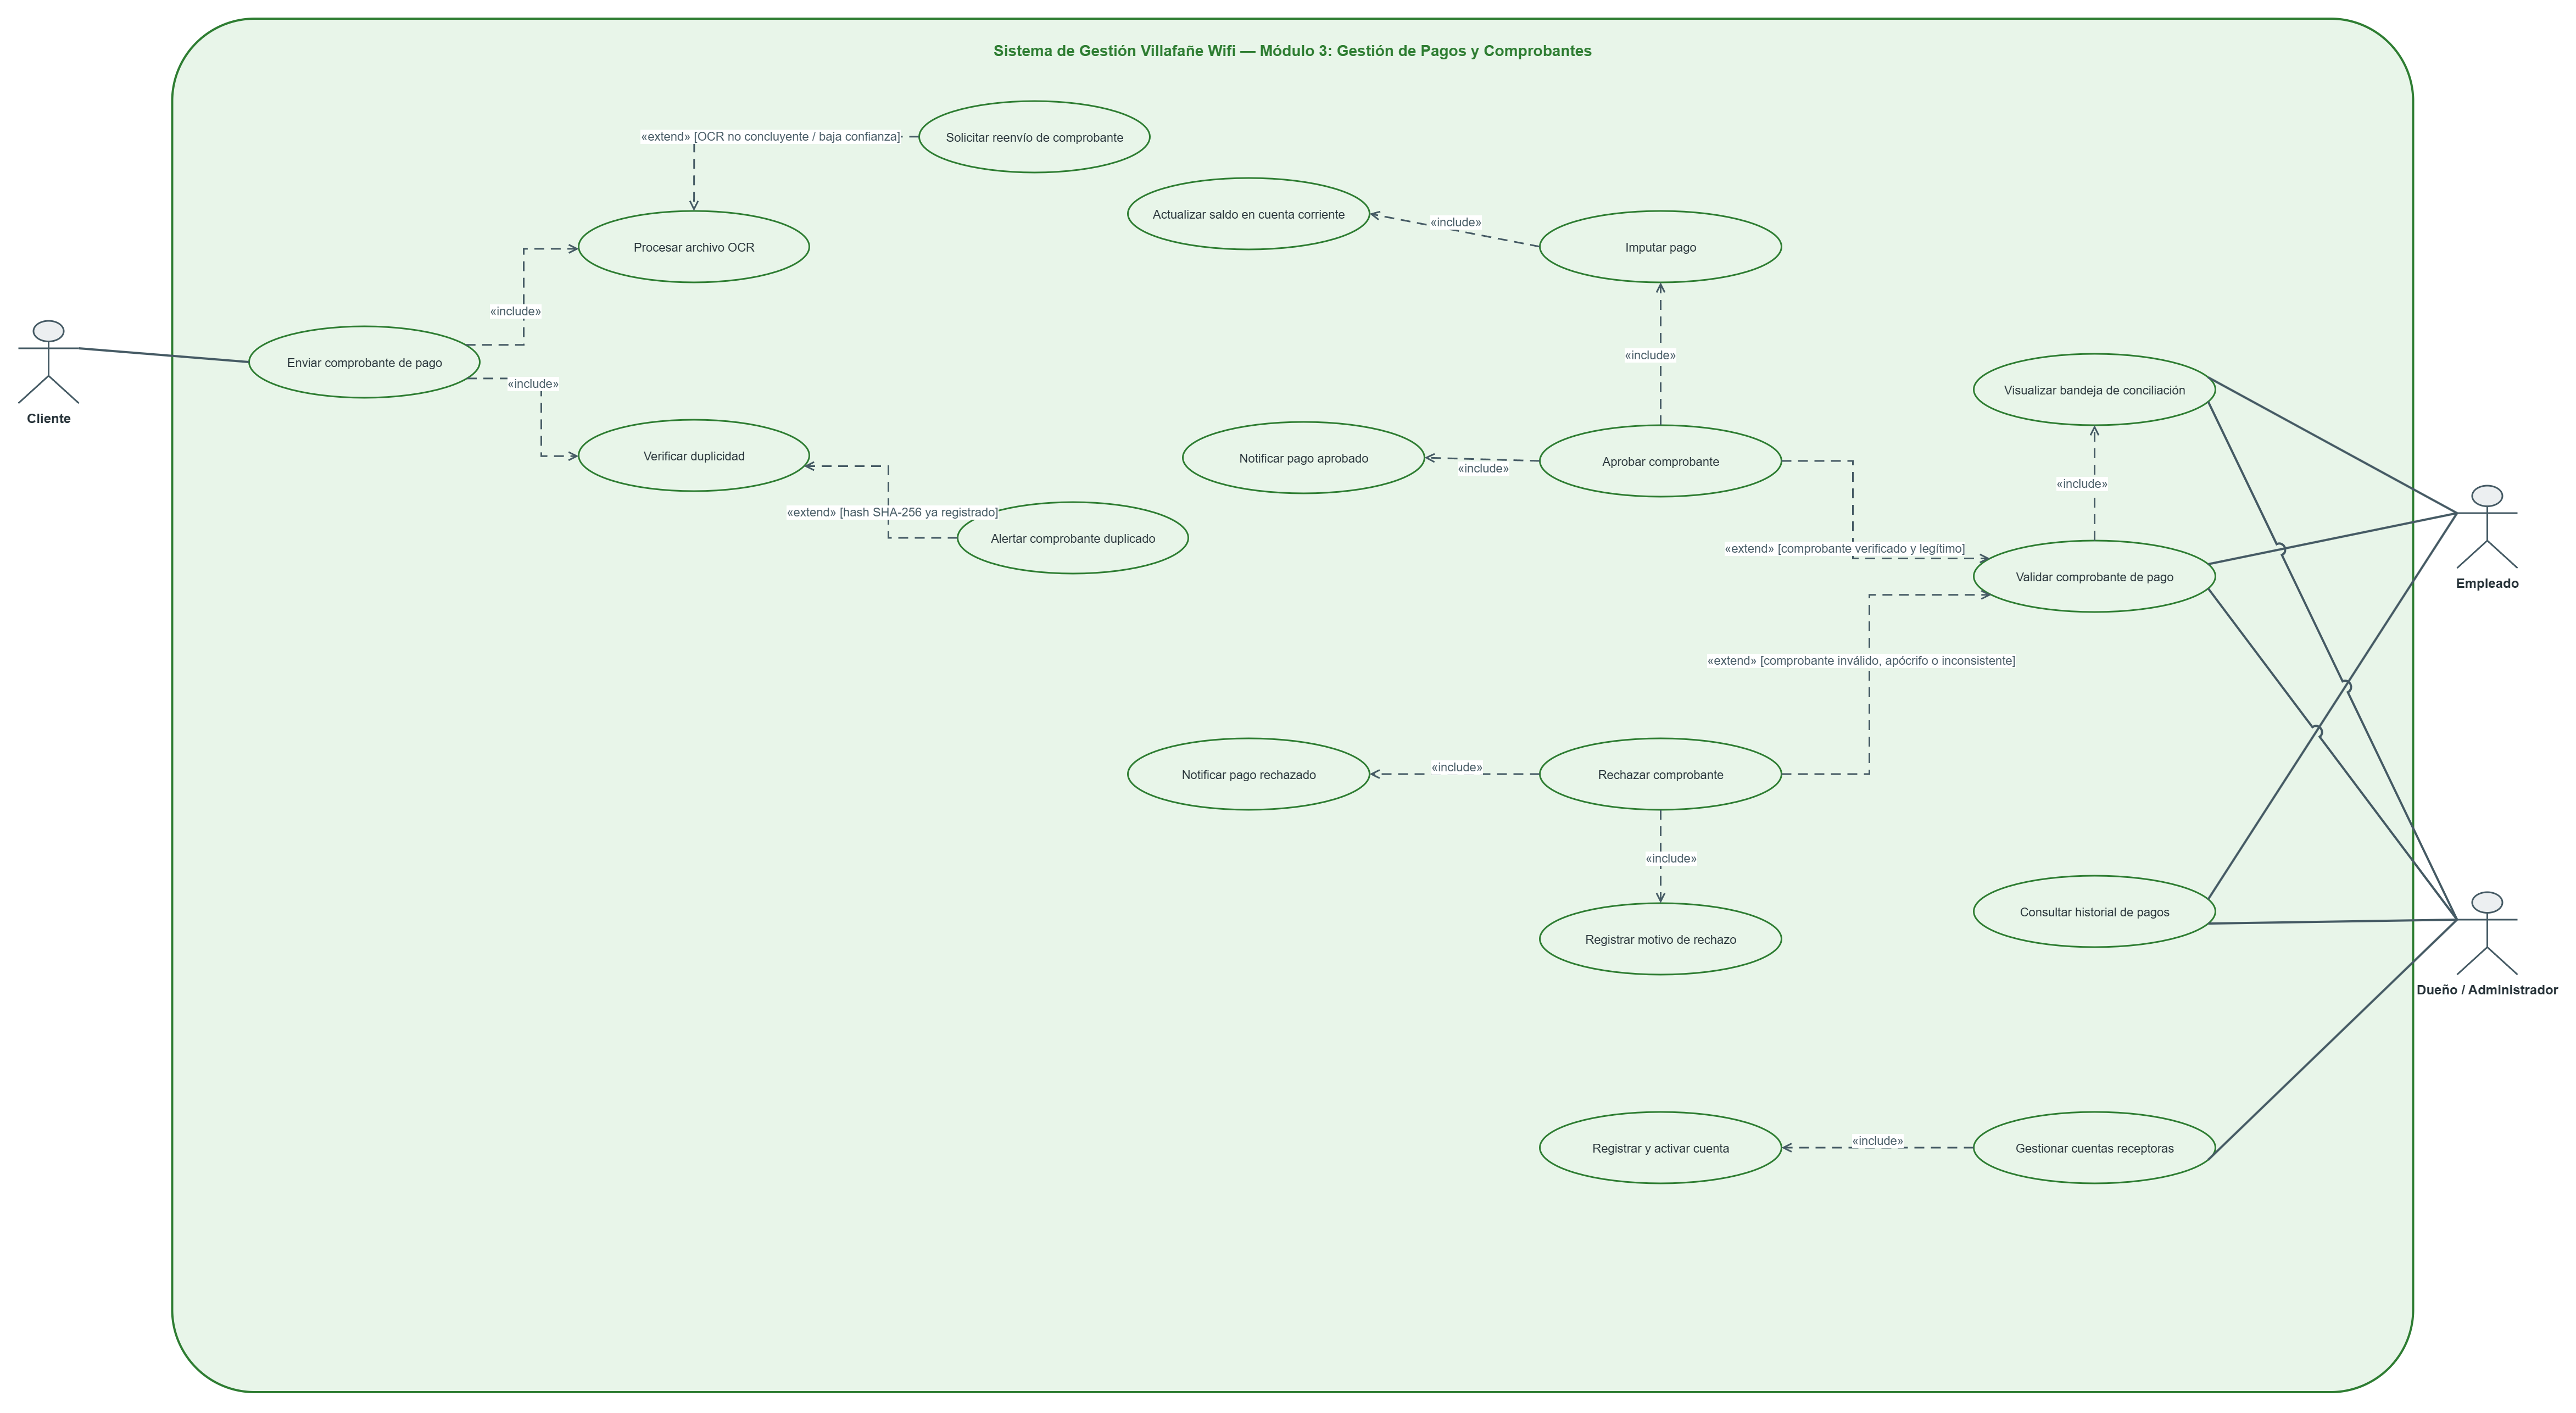 Sistema de Gestión Villafañe Wifi — Módulo 3: Gestión de Pagos y Comprobantes
«extend» [OCR no concluyente / baja confianza]
Solicitar reenvío de comprobante
Actualizar saldo en cuenta corriente
«include»
Procesar archivo OCR
Imputar pago
«include»
Enviar comprobante de pago
«include»
«include»
Visualizar bandeja de conciliación
Cliente
Verificar duplicidad
Notificar pago aprobado
«include»
Aprobar comprobante
«include»
«extend» [hash SHA-256 ya registrado]
Alertar comprobante duplicado
«extend» [comprobante verificado y legítimo]
Validar comprobante de pago
Empleado
«extend» [comprobante inválido, apócrifo o inconsistente]
Notificar pago rechazado
«include»
Rechazar comprobante
«include»
Registrar motivo de rechazo
Consultar historial de pagos
Dueño / Administrador
Registrar y activar cuenta
«include»
Gestionar cuentas receptoras